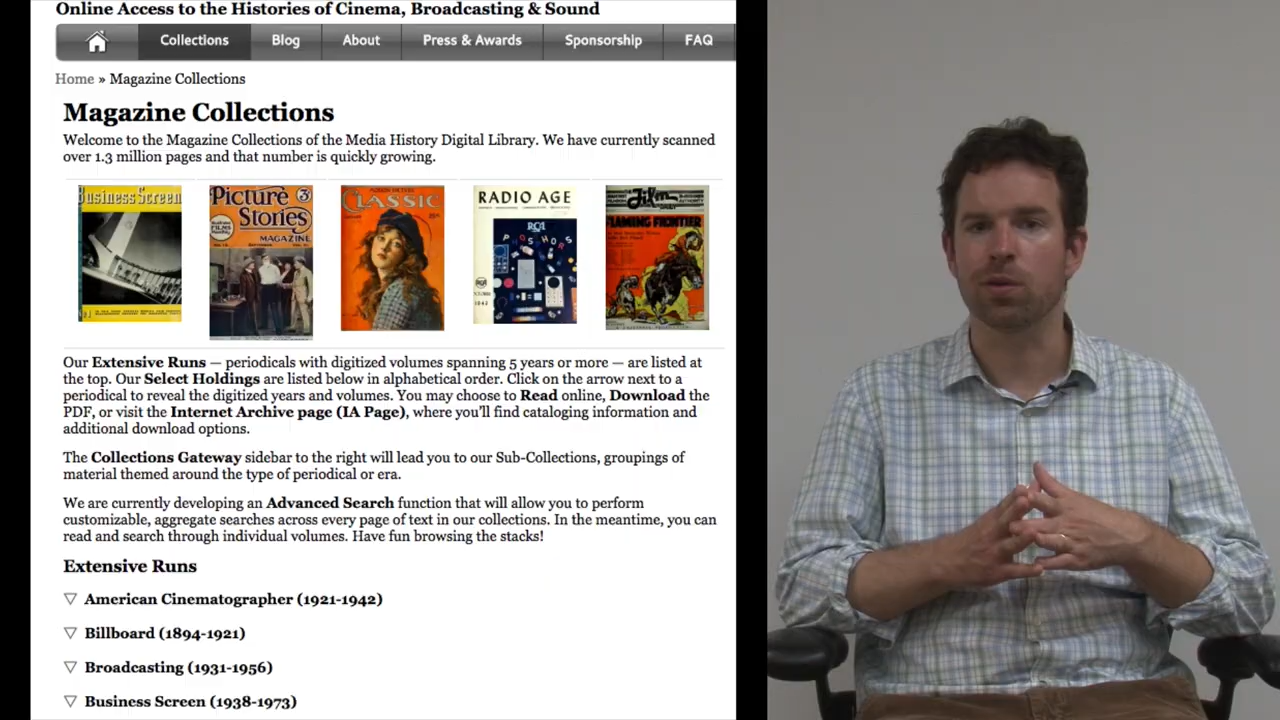 Online Access to the Histories of Cinema, Broadcasting & Sound
Collections Blog About Press & Awards Sponsorship FAQ
Home » Magazine Collections
Magazine Collections
Welcome to the Magazine Collections of the Media History Digital Library. We have currently scanned
over 1.3 million pages and that number is quickly growing.
Business Screen
Picture
Stories
MAGAZINE
CLASSIC
RADIO AGE
RCA
PHOSPHORS
Film
FLAMING FRONTIER
Our Extensive Runs — periodicals with digitized volumes spanning 5 years or more — are listed at
the top. Our Select Holdings are listed below in alphabetical order. Click on the arrow next to a
periodical to reveal the digitized years and volumes. You may choose to Read online, Download the
PDF, or visit the Internet Archive page (IA Page), where you'll find cataloging information and
additional download options.
The Collections Gateway sidebar to the right will lead you to our Sub-Collections, groupings of
material themed around the type of periodical or era.
We are currently developing an Advanced Search function that will allow you to perform
customizable, aggregate searches across every page of text in our collections. In the meantime, you can
read and search through individual volumes. Have fun browsing the stacks!
Extensive Runs
American Cinematographer (1921-1942)
Billboard (1894-1921)
Broadcasting (1931-1956)
Business Screen (1938-1973)